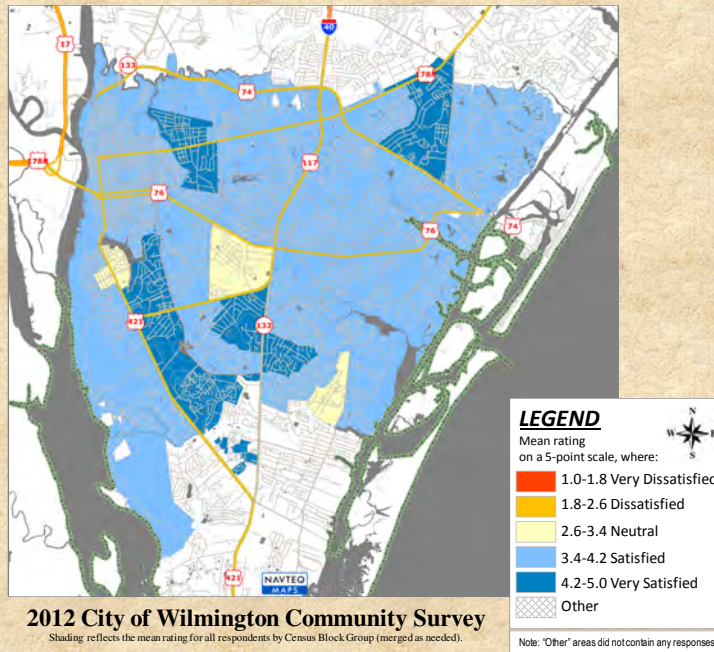 40
17
133
78B
74
117
78B
76
76
74
421
132
421
NAVTEQ
MAPS
LEGEND
N
W E
S
Mean rating
on a 5-point scale, where:
1.0-1.8 Very Dissatisfied
1.8-2.6 Dissatisfied
2.6-3.4 Neutral
3.4-4.2 Satisfied
4.2-5.0 Very Satisfied
Other
2012 City of Wilmington Community Survey
Shading reflects the mean rating for all respondents by Census Block Group (merged as needed).
Note: "Other" areas did not contain any responses